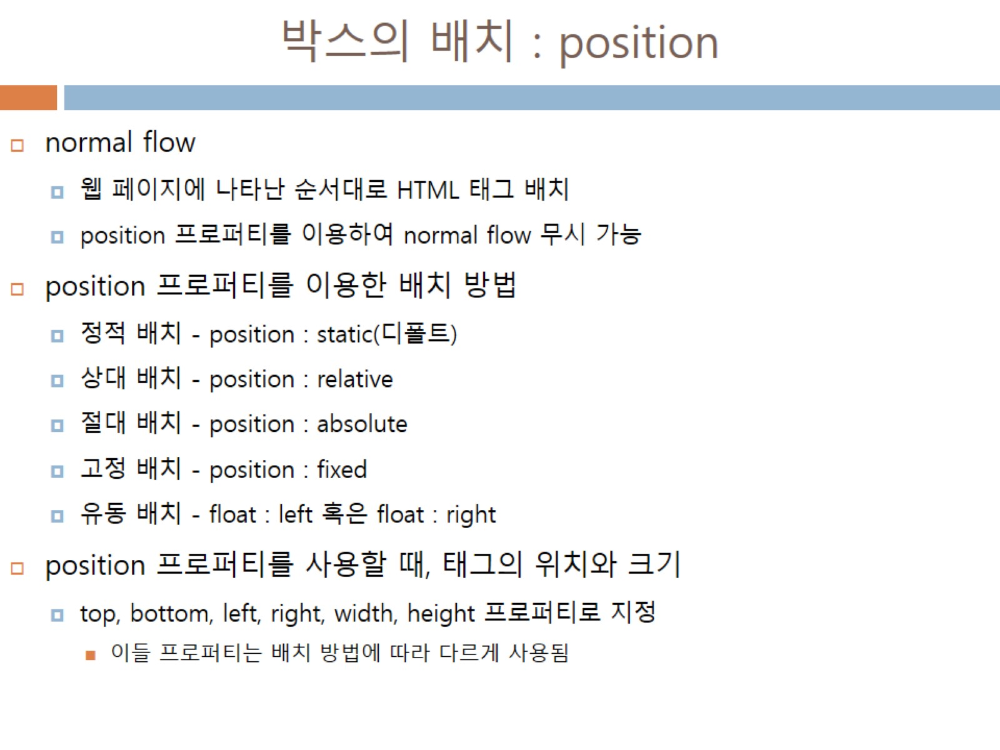 박스의 배치 : position
normal flow
웹 페이지에 나타난 순서대로 HTML 태그 배치
position 프로퍼티를 이용하여 normal flow 무시 가능
position 프로퍼티를 이용한 배치 방법
정적 배치 - position : static(디폴트)
상대 배치 - position : relative
절대 배치 - position : absolute
고정 배치 - position : fixed
유동 배치 - float : left 혹은 float : right
position 프로퍼티를 사용할 때, 태그의 위치와 크기
top, bottom, left, right, width, height 프로퍼티로 지정
이들 프로퍼티는 배치 방법에 따라 다르게 사용됨